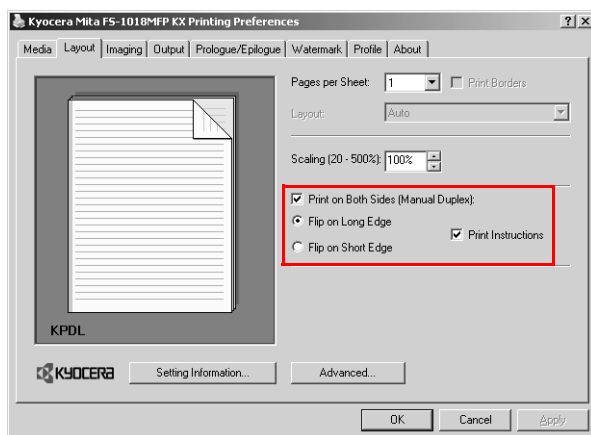 Kyocera Mita FS-1018MFP KX Printing Preferences
Media Layout Imaging Output Prologue/Epilogue Watermark Profile About
Pages per Sheet: 1 Print Borders
Layout: Auto
Scaling (20 - 500%): 100%
Print on Both Sides (Manual Duplex):
Flip on Long Edge
Print Instructions
Flip on Short Edge
KPDL
KYOCERA Setting Information... Advanced...
OK Cancel Apply